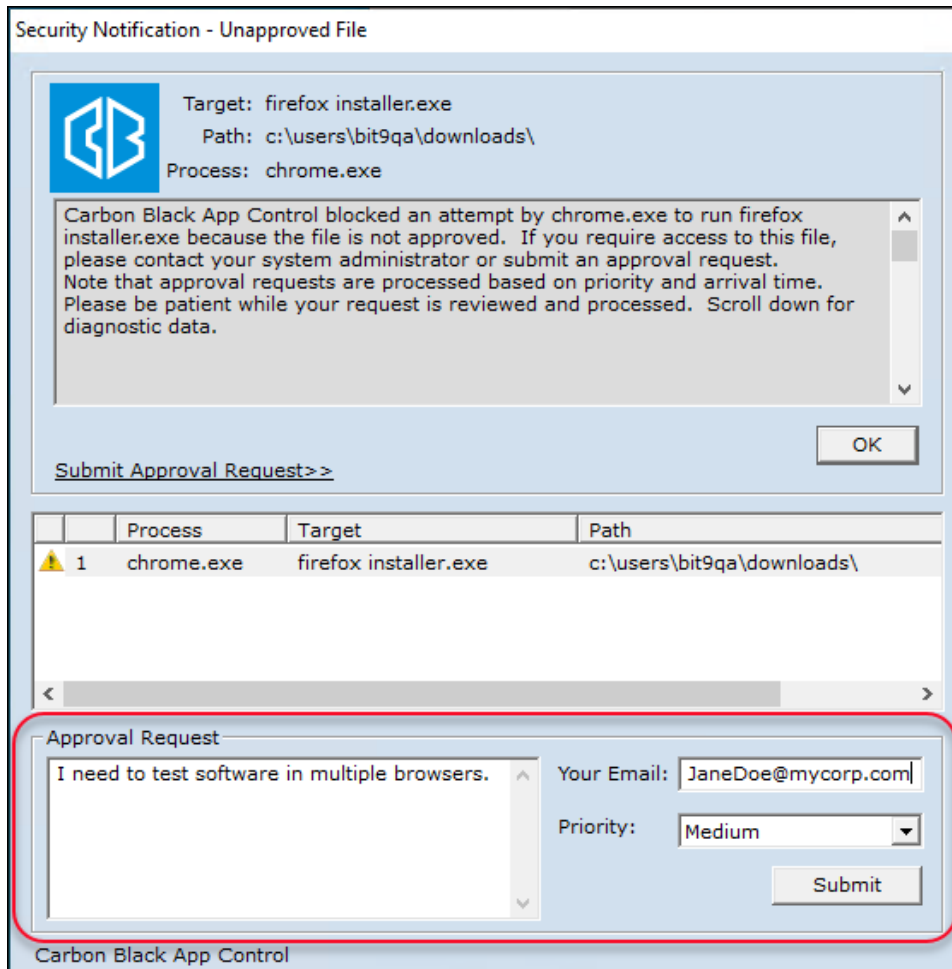 Security Notification - Unapproved File
Target: firefox installer.exe
Path: c:\users\bit9qa\downloads\
Process: chrome.exe
Carbon Black App Control blocked an attempt by chrome.exe to run firefox
installer.exe because the file is not approved.  If you require access to this file,
please contact your system administrator or submit an approval request.
Note that approval requests are processed based on priority and arrival time.
Please be patient while your request is reviewed and processed.  Scroll down for
diagnostic data.
OK
Submit Approval Request>>
Process Target Path
1 chrome.exe firefox installer.exe c:\users\bit9qa\downloads\
Approval Request
I need to test software in multiple browsers.
Your Email: JaneDoe@mycorp.com
Priority: Medium
Submit
Carbon Black App Control